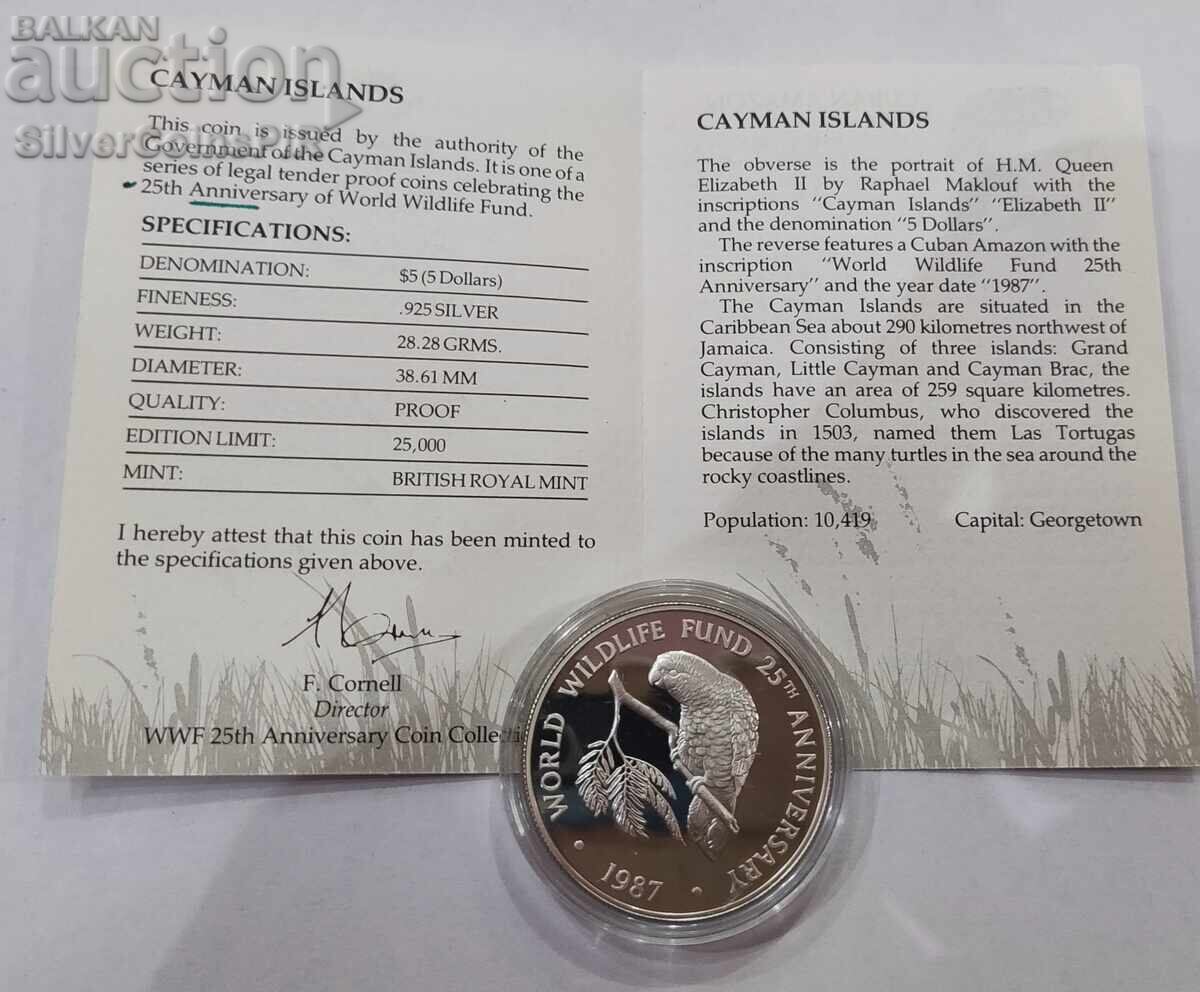 BALKAN
auction
SilverCoinsPIR
CAYMAN ISLANDS
This coin is issued by the authority of the
Government of the Cayman Islands. It is one of a
series of legal tender proof coins celebrating the
25th Anniversary of World Wildlife Fund.
SPECIFICATIONS:
DENOMINATION: $5 (5 Dollars)
FINENESS: .925 SILVER
WEIGHT: 28.28 GRMS.
DIAMETER: 38.61 MM
QUALITY: PROOF
EDITION LIMIT: 25,000
MINT: BRITISH ROYAL MINT
I hereby attest that this coin has been minted to
the specifications given above.
F. Cornell
Director
WWF 25th Anniversary Coin Collecti
CAYMAN ISLANDS
The obverse is the portrait of H.M. Queen
Elizabeth II by Raphael Maklouf with the
inscriptions "Cayman Islands" "Elizabeth II"
and the denomination "5 Dollars".
The reverse features a Cuban Amazon with the
inscription "World Wildlife Fund 25th
Anniversary" and the year date "1987".
The Cayman Islands are situated in the
Caribbean Sea about 290 kilometres northwest of
Jamaica. Consisting of three islands: Grand
Cayman, Little Cayman and Cayman Brac, the
islands have an area of 259 square kilometres.
Christopher Columbus, who discovered the
islands in 1503, named them Las Tortugas
because of the many turtles in the sea around the
rocky coastlines.
Population: 10,419 Capital: Georgetown
WORLD WILDLIFE FUND 25TH ANNIVERSARY
· 1987 ·